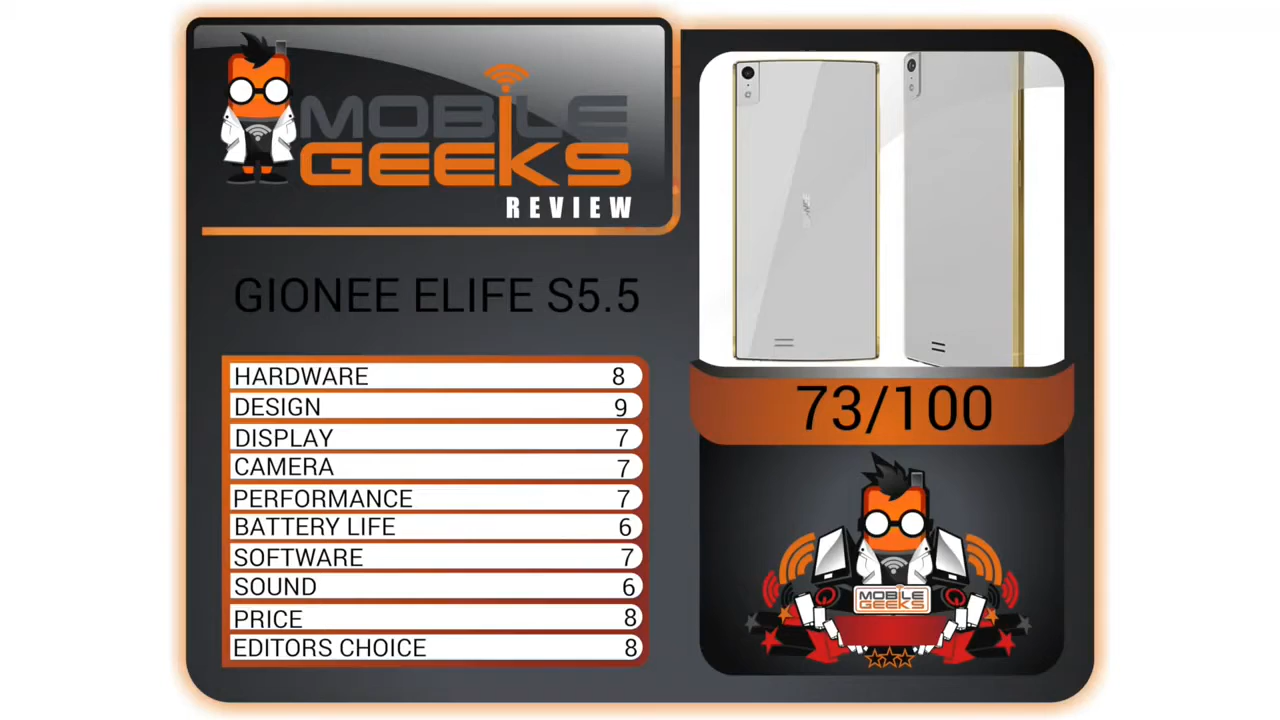 MOBILE
GEEKS
REVIEW
GIONEE ELIFE S5.5
HARDWARE 8
DESIGN 9
DISPLAY 7
CAMERA 7
PERFORMANCE 7
BATTERY LIFE 6
SOFTWARE 7
SOUND 6
PRICE 8
EDITORS CHOICE 8
73/100
MOBILE
GEEKS